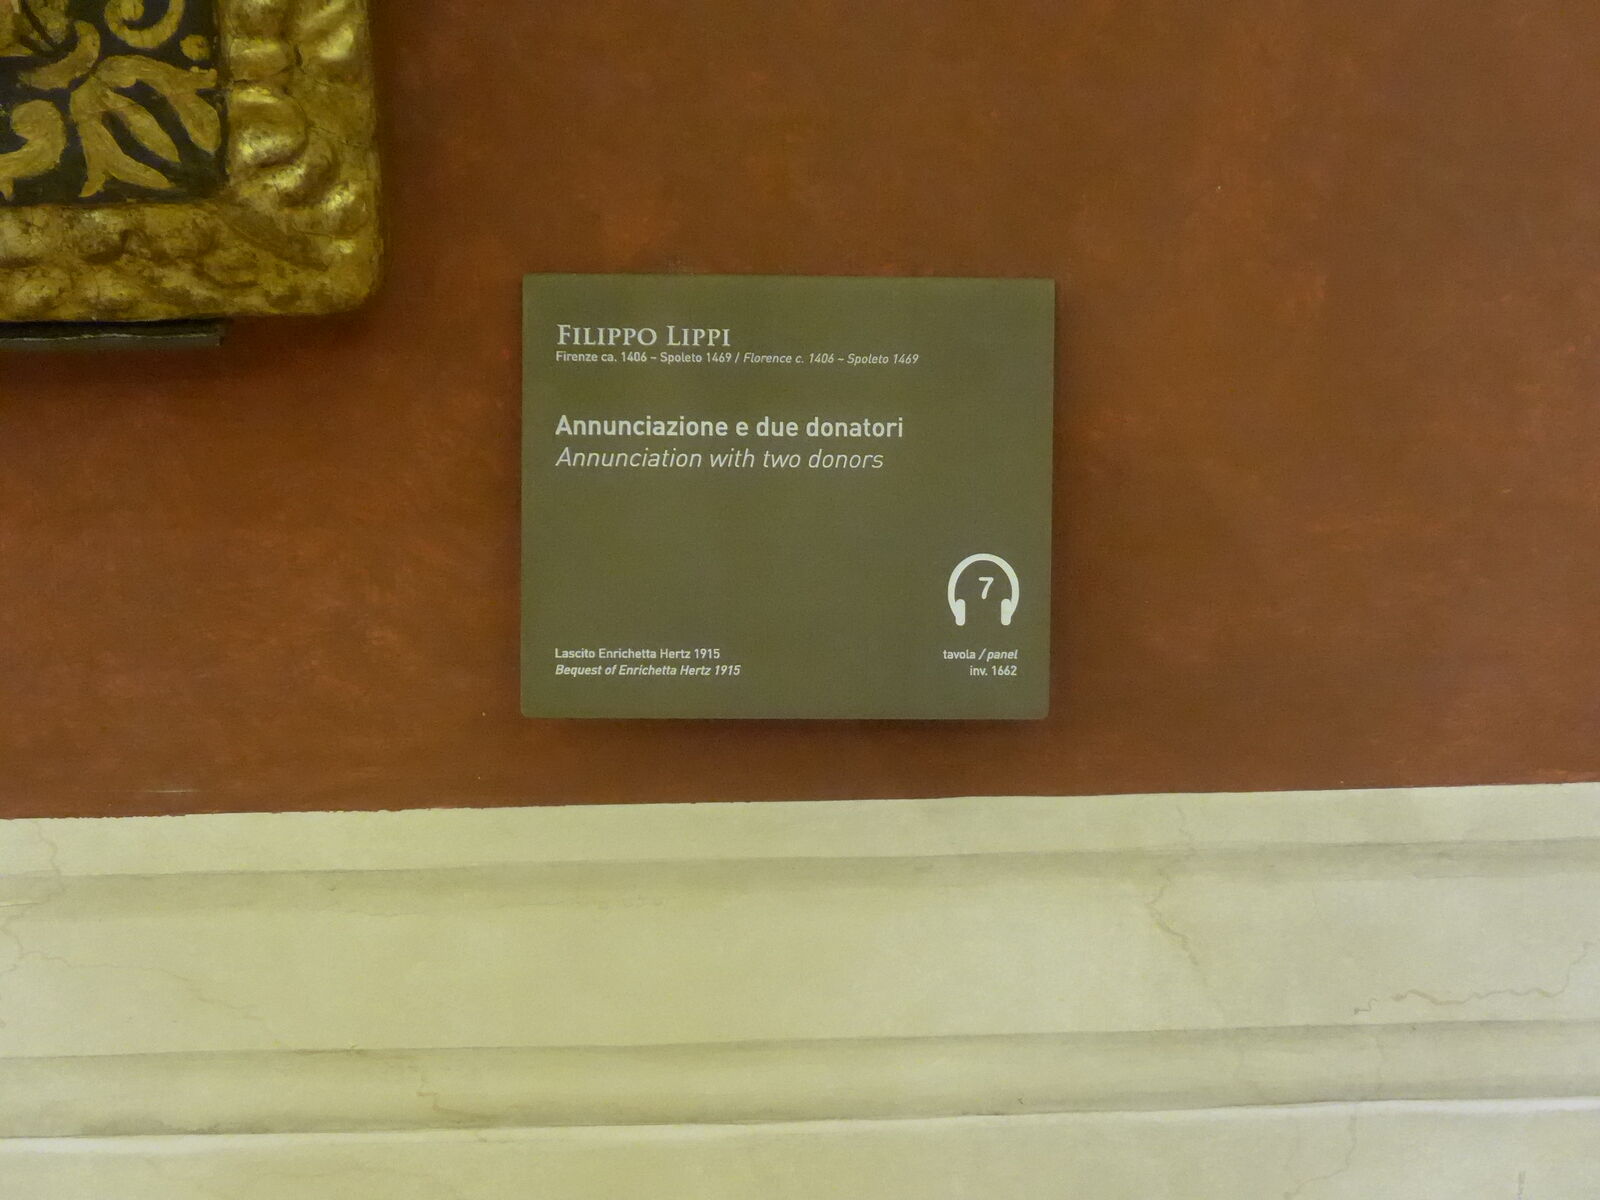 FILIPPO LIPPI
Firenze ca. 1406 – Spoleto 1469 / Florence c. 1406 – Spoleto 1469
Annunciazione e due donatori
Annunciation with two donors
7
Lascito Enrichetta Hertz 1915
Bequest of Enrichetta Hertz 1915
tavola / panel
inv. 1662